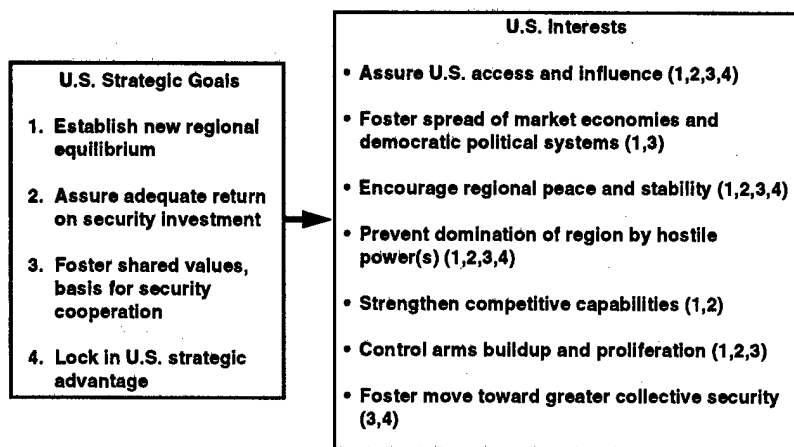 U.S. Strategic Goals
1. Establish new regional
equilibrium
2. Assure adequate return
on security investment
3. Foster shared values,
basis for security
cooperation
4. Lock in U.S. strategic
advantage
U.S. Interests
• Assure U.S. access and influence (1,2,3,4)
• Foster spread of market economies and
democratic political systems (1,3)
• Encourage regional peace and stability (1,2,3,4)
• Prevent domination of region by hostile
power(s) (1,2,3,4)
• Strengthen competitive capabilities (1,2)
• Control arms buildup and proliferation (1,2,3)
• Foster move toward greater collective security
(3,4)